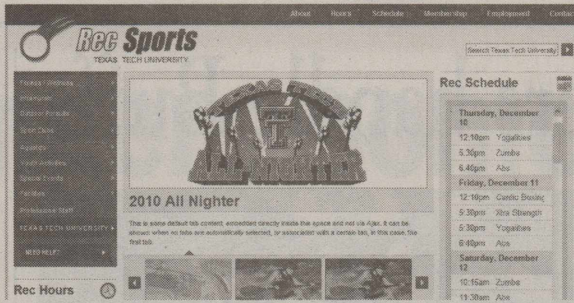 About Hours Schedule Membership Employment Contact
Rec Sports
TEXAS TECH UNIVERSITY
Search Texas Tech University
Fitness / Wellness
Intramurals
Outdoor Pursuits
Sport Clubs
Aquatics
Youth Activities
Special Events
Facilities
Professional Staff
TEXAS TECH UNIVERSITY
NEED HELP?
Rec Hours
TEXAS TECH
T
ALL NIGHTER
2010 All Nighter
This is some default tab content, embedded directly inside this space and not via Ajax. It can be
shown when no tabs are automatically selected, or associated with a certain tab, in this case, the
first tab.
Rec Schedule
Thursday, December
10
12:10pm Yogalities
5:30pm Zumba
6:40pm Abs
Friday, December 11
12:10pm Cardio Boxing
5:30pm Xtra Strength
5:30pm Yogalities
6:40pm Abs
Saturday, December
12
10:15am Zumba
11:30am Abs